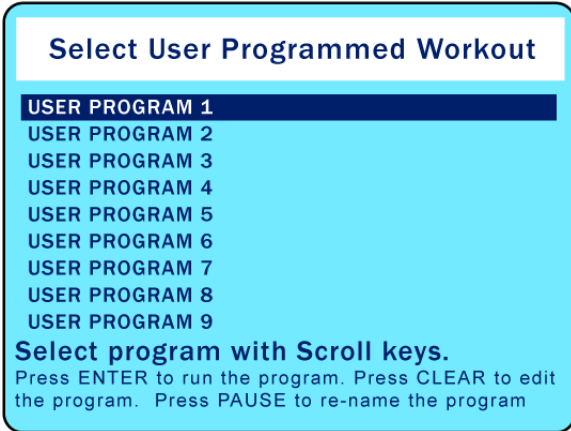 Select User Programmed Workout
USER PROGRAM 1
USER PROGRAM 2
USER PROGRAM 3
USER PROGRAM 4
USER PROGRAM 5
USER PROGRAM 6
USER PROGRAM 7
USER PROGRAM 8
USER PROGRAM 9
Select program with Scroll keys.
Press ENTER to run the program. Press CLEAR to edit
the program.  Press PAUSE to re-name the program